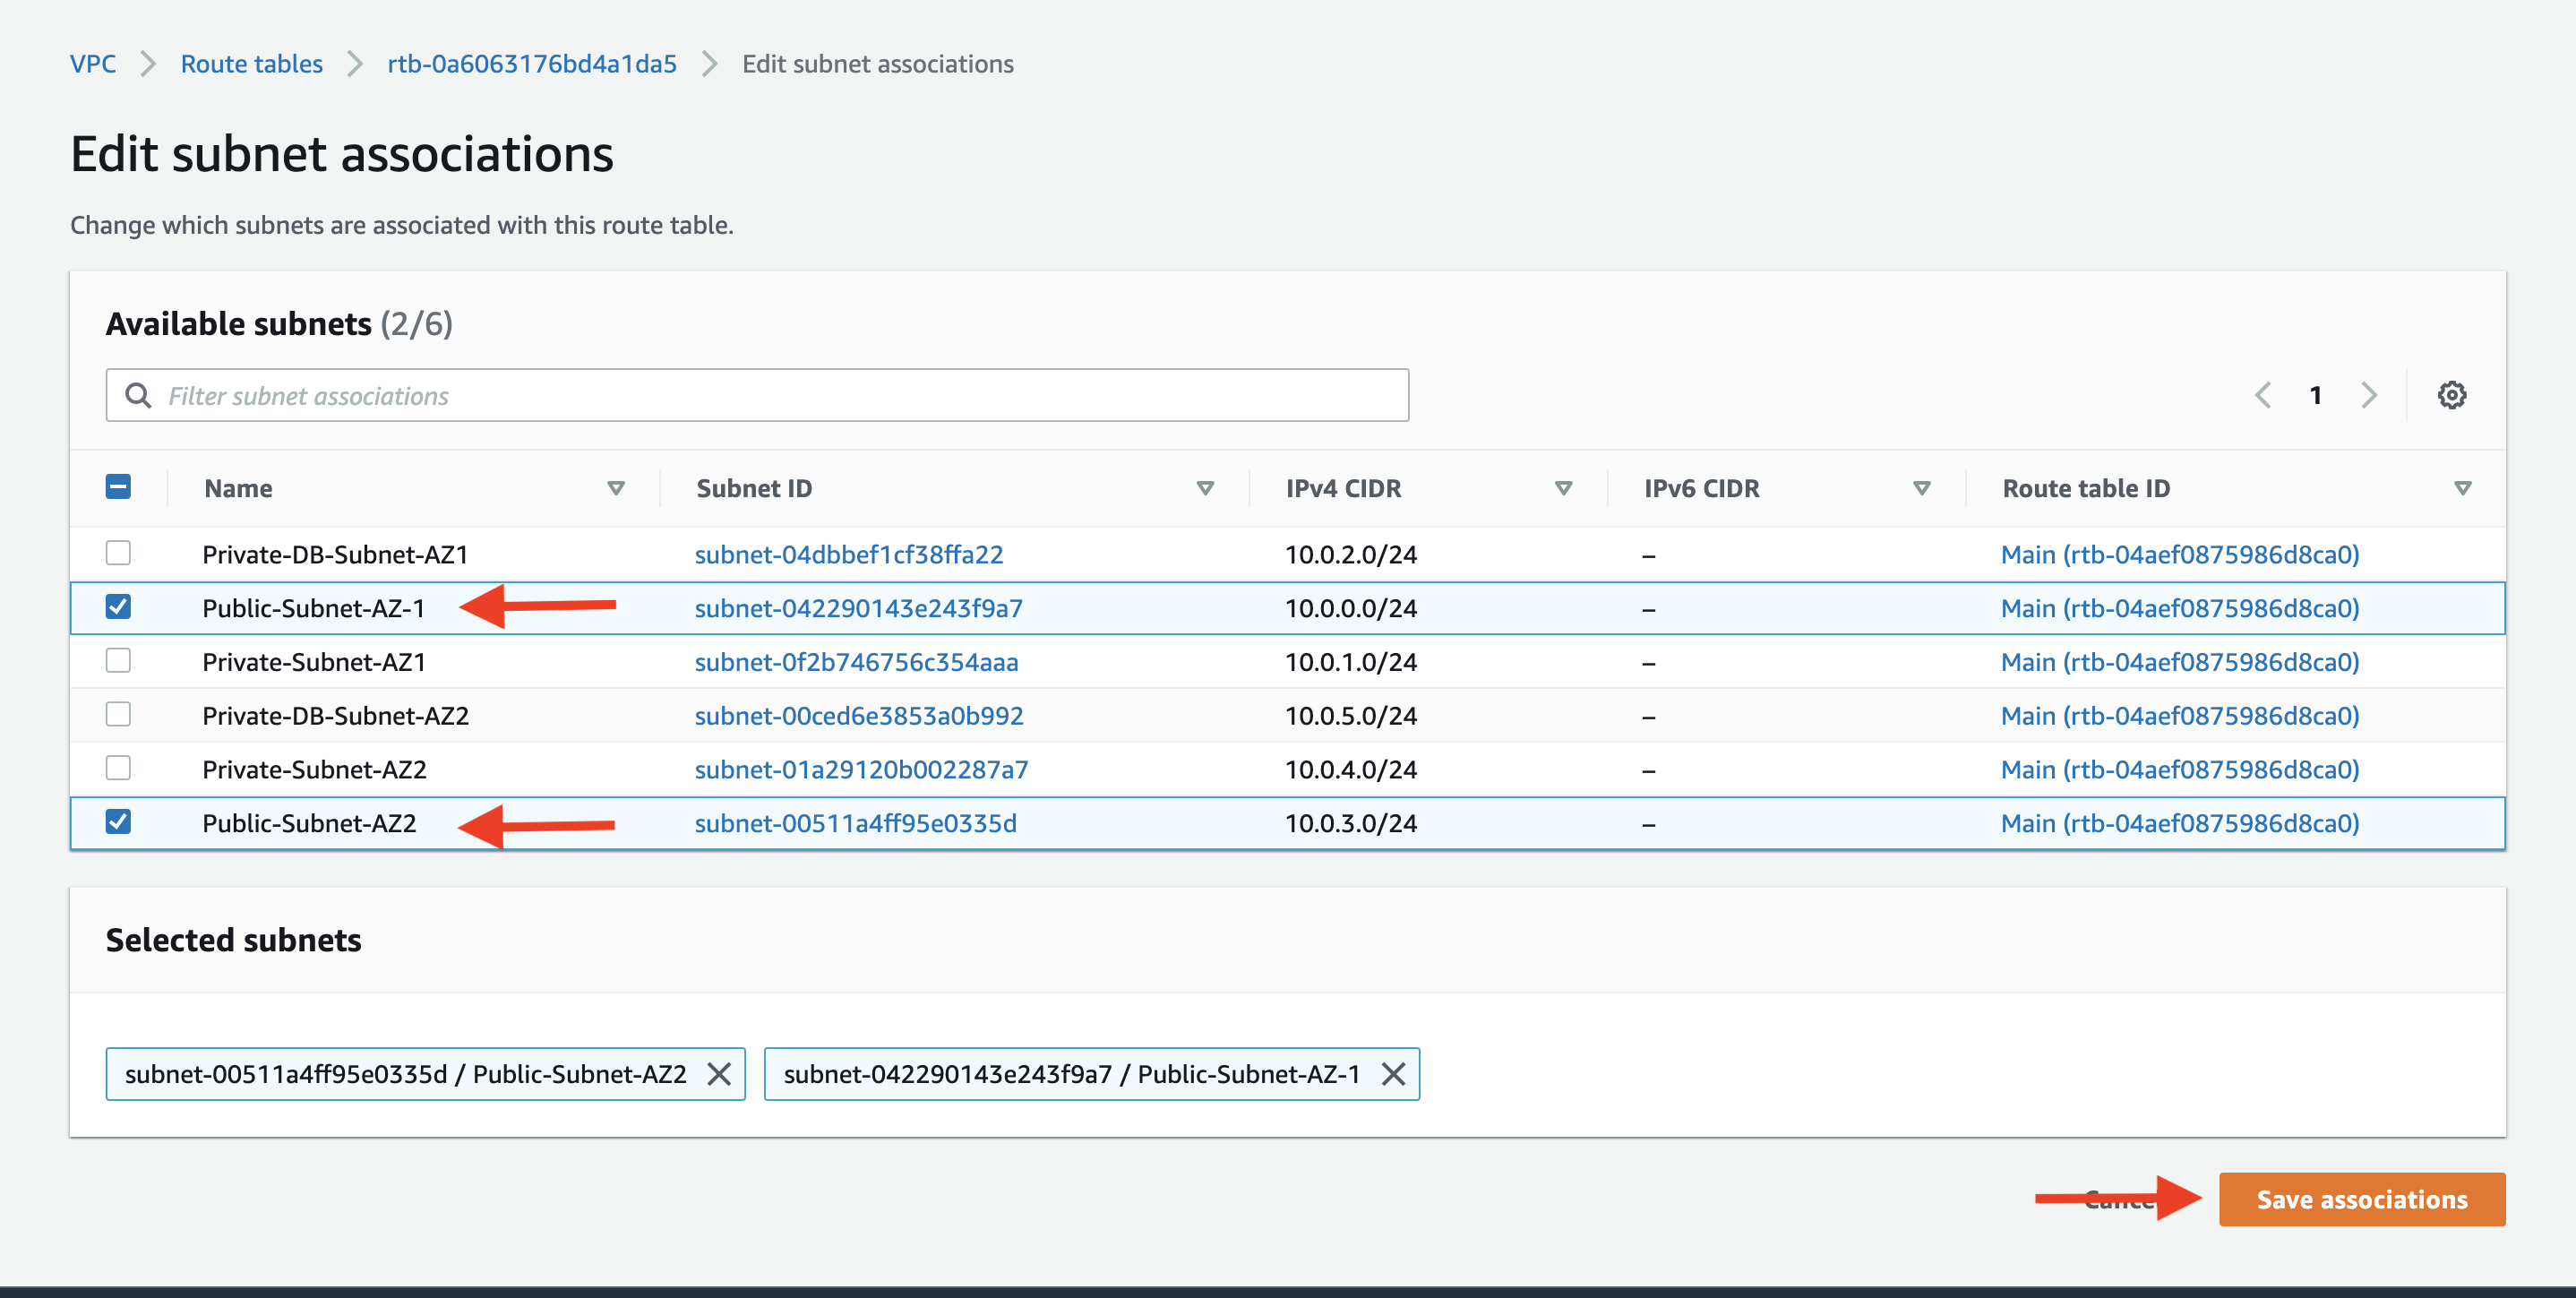 VPC > Route tables > rtb-0a6063176bd4a1da5 > Edit subnet associations
Edit subnet associations
Change which subnets are associated with this route table.
Available subnets (2/6)
Filter subnet associations
1
Name Subnet ID IPv4 CIDR IPv6 CIDR Route table ID
Private-DB-Subnet-AZ1 subnet-04dbbef1cf38ffa22 10.0.2.0/24 – Main (rtb-04aef0875986d8ca0)
Public-Subnet-AZ-1 subnet-042290143e243f9a7 10.0.0.0/24 – Main (rtb-04aef0875986d8ca0)
Private-Subnet-AZ1 subnet-0f2b746756c354aaa 10.0.1.0/24 – Main (rtb-04aef0875986d8ca0)
Private-DB-Subnet-AZ2 subnet-00ced6e3853a0b992 10.0.5.0/24 – Main (rtb-04aef0875986d8ca0)
Private-Subnet-AZ2 subnet-01a29120b002287a7 10.0.4.0/24 – Main (rtb-04aef0875986d8ca0)
Public-Subnet-AZ2 subnet-00511a4ff95e0335d 10.0.3.0/24 – Main (rtb-04aef0875986d8ca0)
Selected subnets
subnet-00511a4ff95e0335d / Public-Subnet-AZ2 subnet-042290143e243f9a7 / Public-Subnet-AZ-1
Save associations